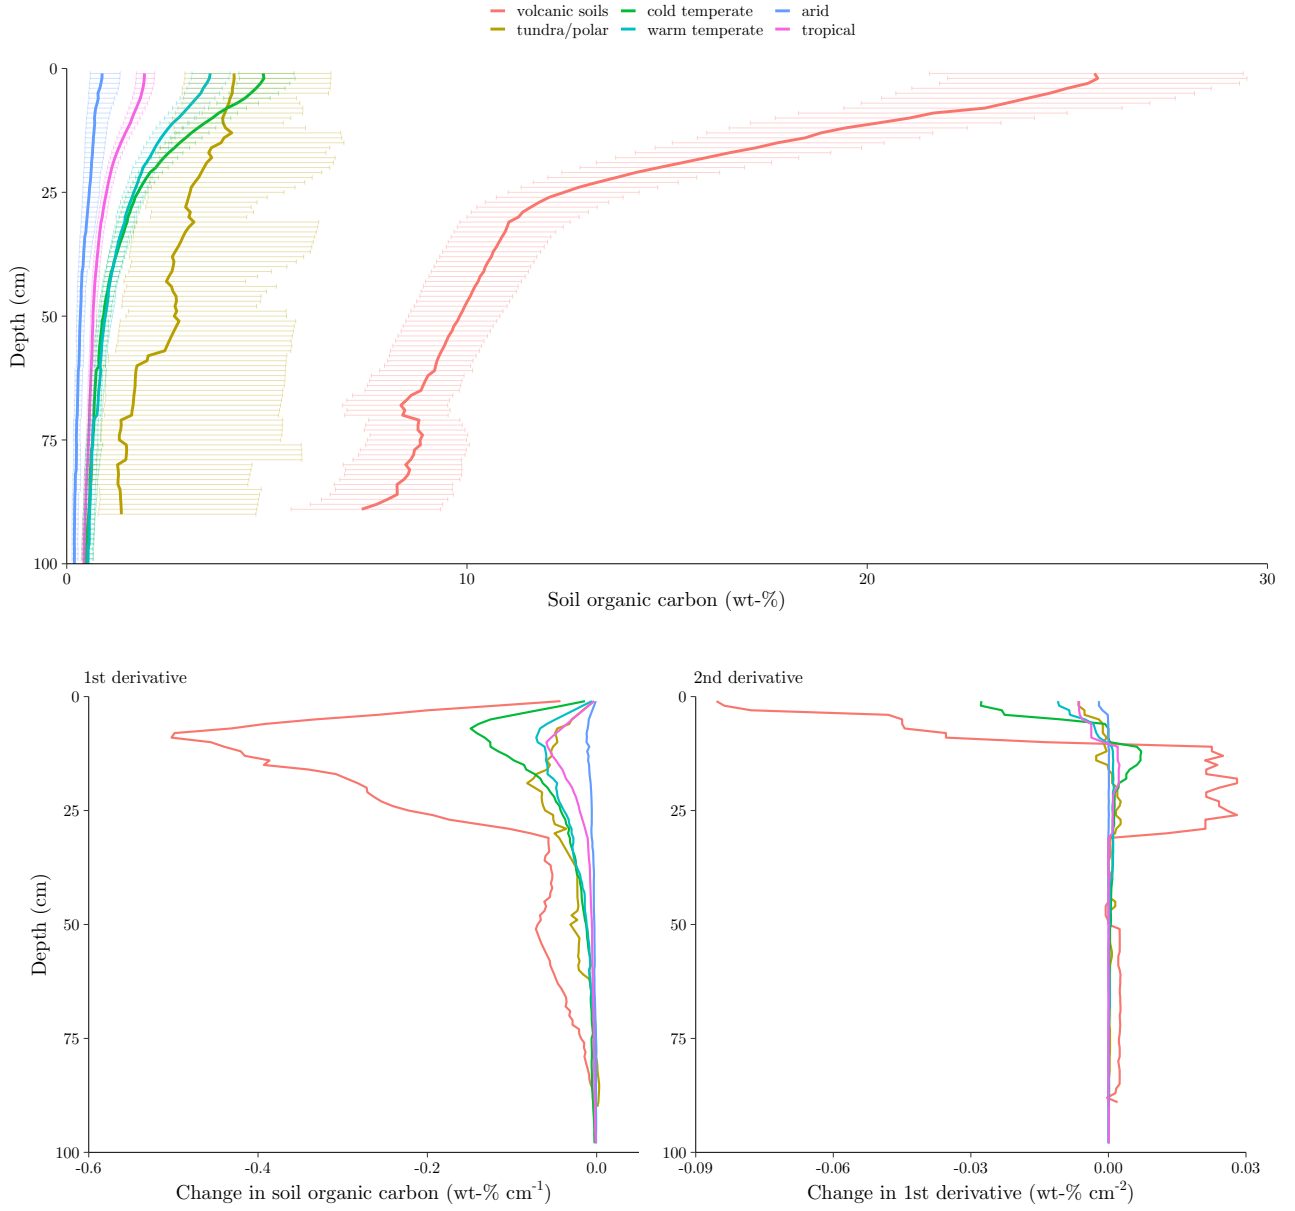 volcanic soils cold temperate arid
tundra/polar warm temperate tropical
0
25
50
75
100
Depth (cm)
0 10 20 30
Soil organic carbon (wt-%)
1st derivative
0
25
50
75
100
Depth (cm)
-0.6 -0.4 -0.2 0.0
Change in soil organic carbon (wt-% cm-1)
2nd derivative
0
25
50
75
100
-0.09 -0.06 -0.03 0.00 0.03
Change in 1st derivative (wt-% cm-2)